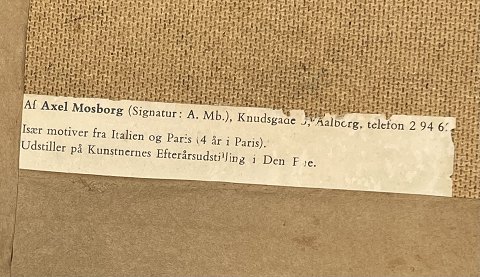 Af Axel Mosborg (Signatur: A. Mb.), Knudsgade Aalborg, telefon 2 94 6
Især motiver fra Italien og Paris (4 år i Paris).
Udstiller på Kunstnernes Efterårsudstilling i Den